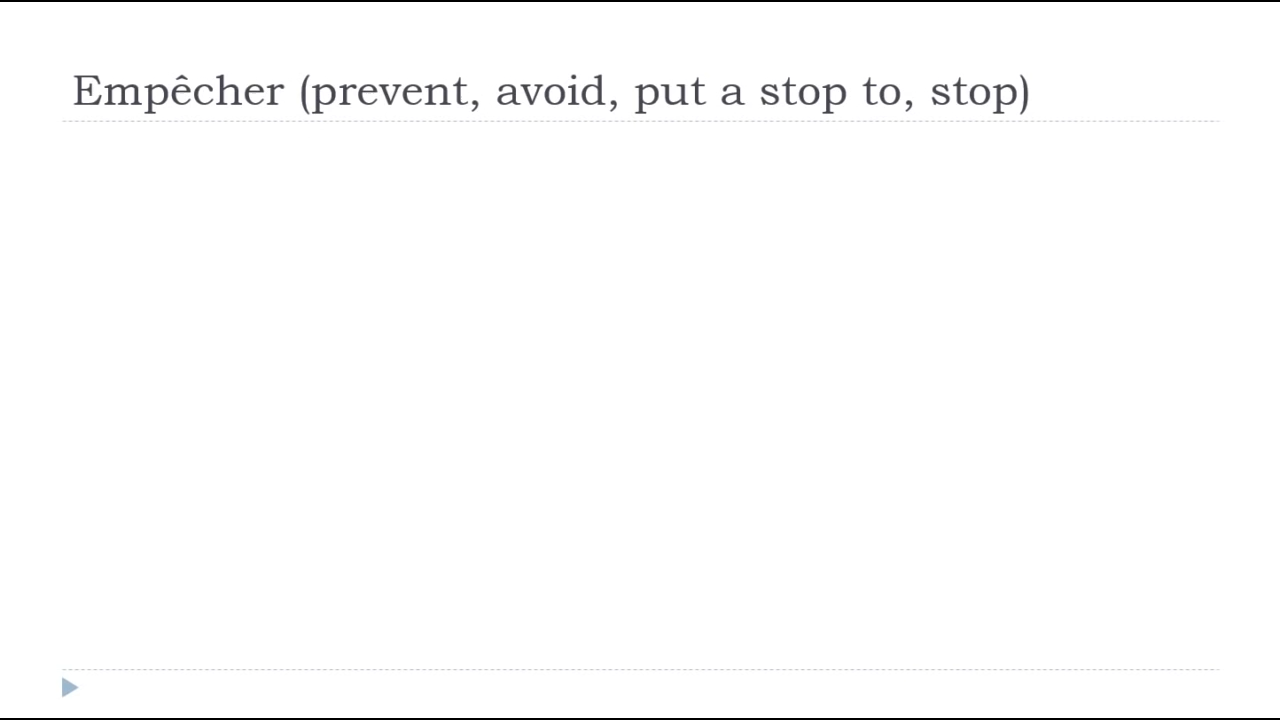 Empêcher (prevent, avoid, put a stop to, stop)